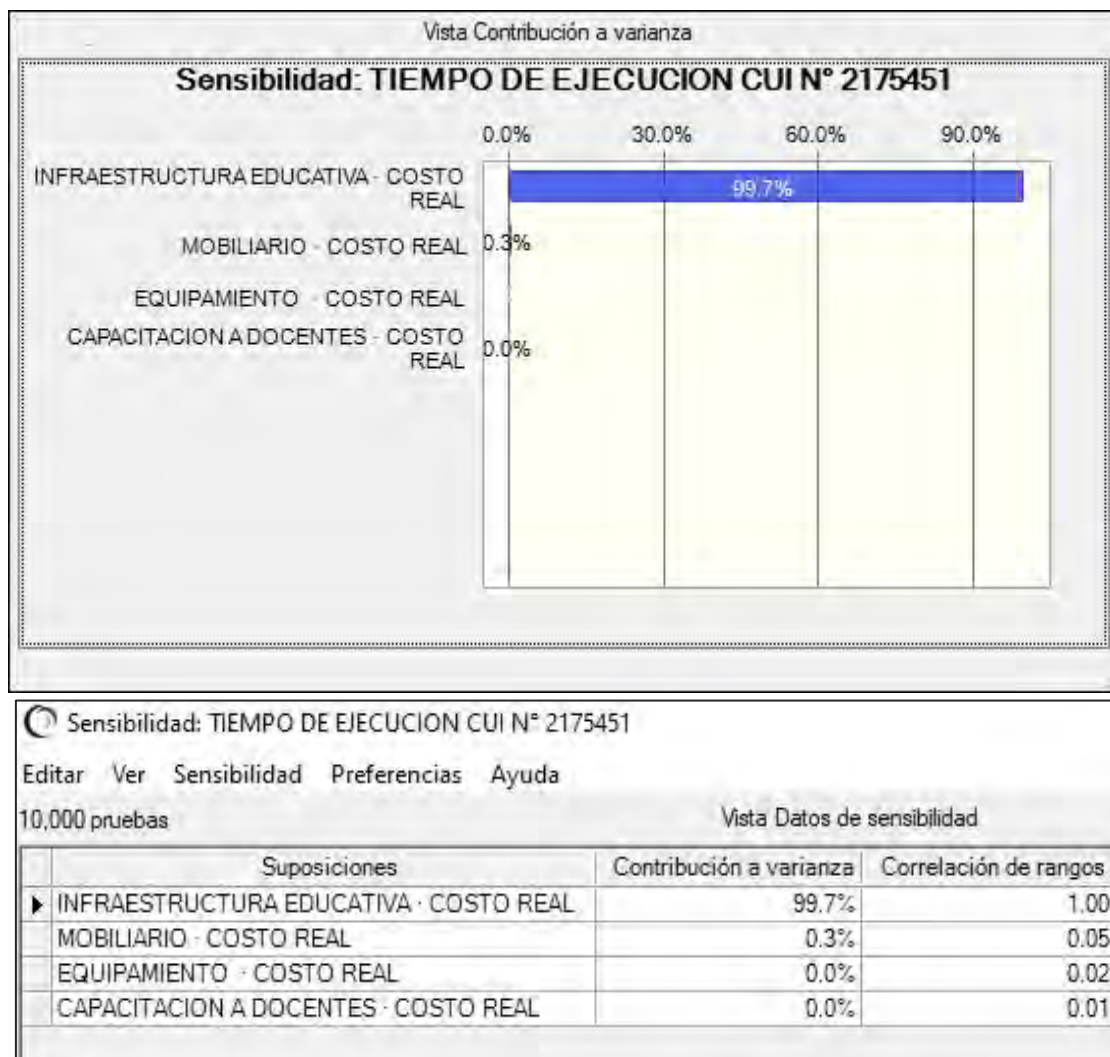 Vista Contribución a varianza
Sensibilidad: TIEMPO DE EJECUCION CUI N° 2175451
0.0% 30.0% 60.0% 90.0%
INFRAESTRUCTURA EDUCATIVA - COSTO
REAL
99.7%
MOBILIARIO - COSTO REAL 0.3%
EQUIPAMIENTO - COSTO REAL
CAPACITACION A DOCENTES - COSTO
REAL
0.0%
Sensibilidad: TIEMPO DE EJECUCION CUI N° 2175451
Editar Ver Sensibilidad Preferencias Ayuda
10,000 pruebas Vista Datos de sensibilidad
Suposiciones Contribución a varianza Correlación de rangos
INFRAESTRUCTURA EDUCATIVA - COSTO REAL 99.7% 1.00
MOBILIARIO - COSTO REAL 0.3% 0.05
EQUIPAMIENTO - COSTO REAL 0.0% 0.02
CAPACITACION A DOCENTES - COSTO REAL 0.0% 0.01